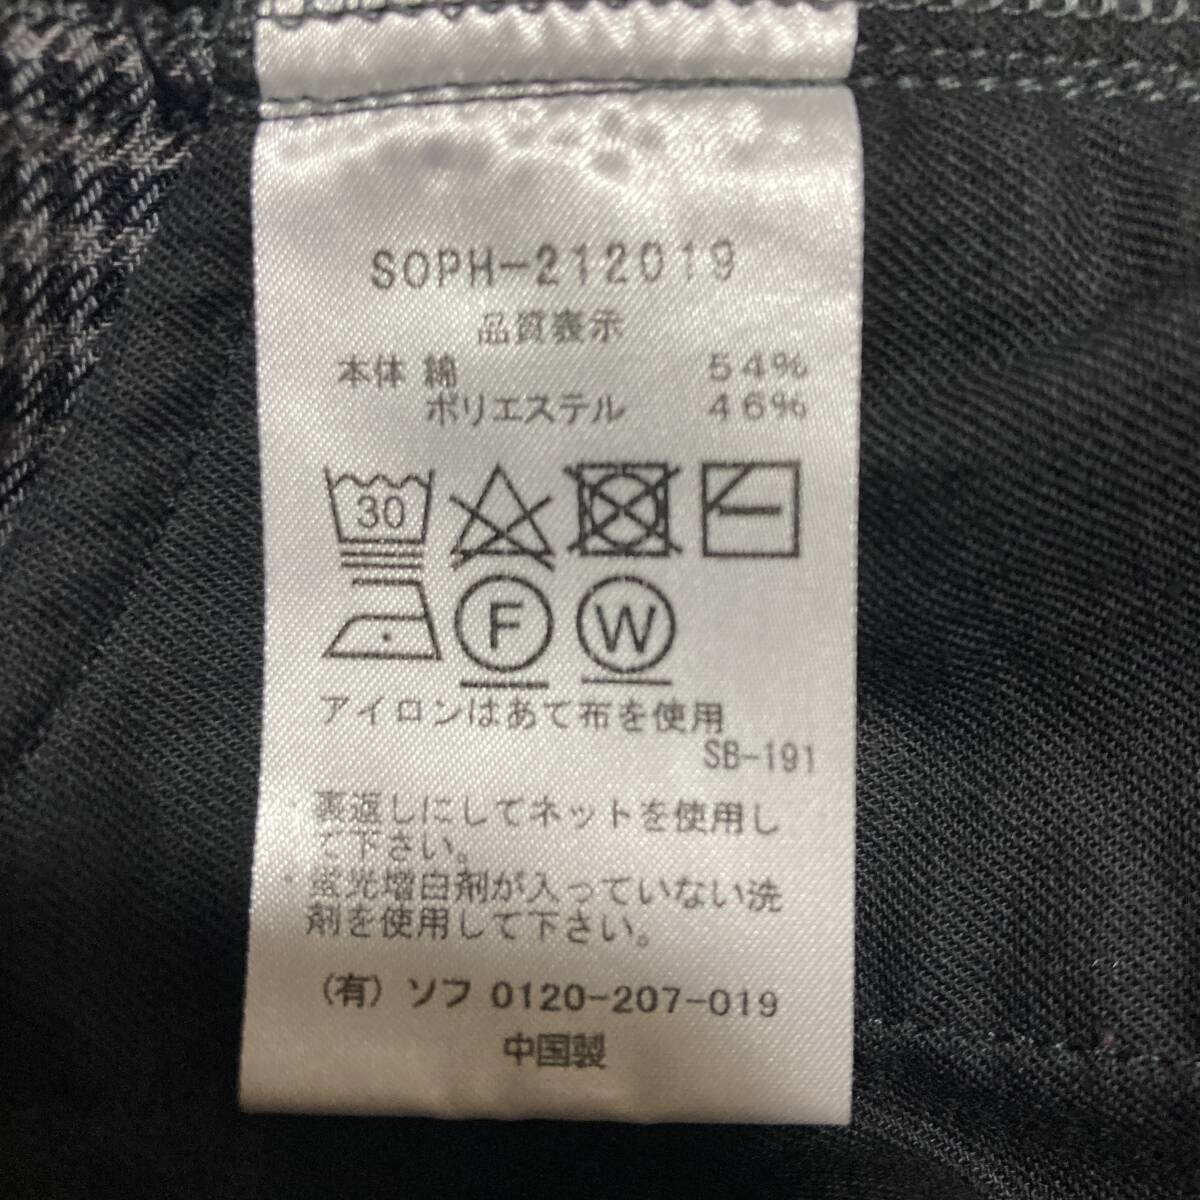 SOPH-212019
品質表示
本体 綿 54%
ポリエステル 46%
30
F W
アイロンはあて布を使用
SB-191
・裏返しにしてネットを使用し
て下さい。
・蛍光増白剤が入っていない洗
剤を使用して下さい。
(有) ソフ 0120-207-019
中国製